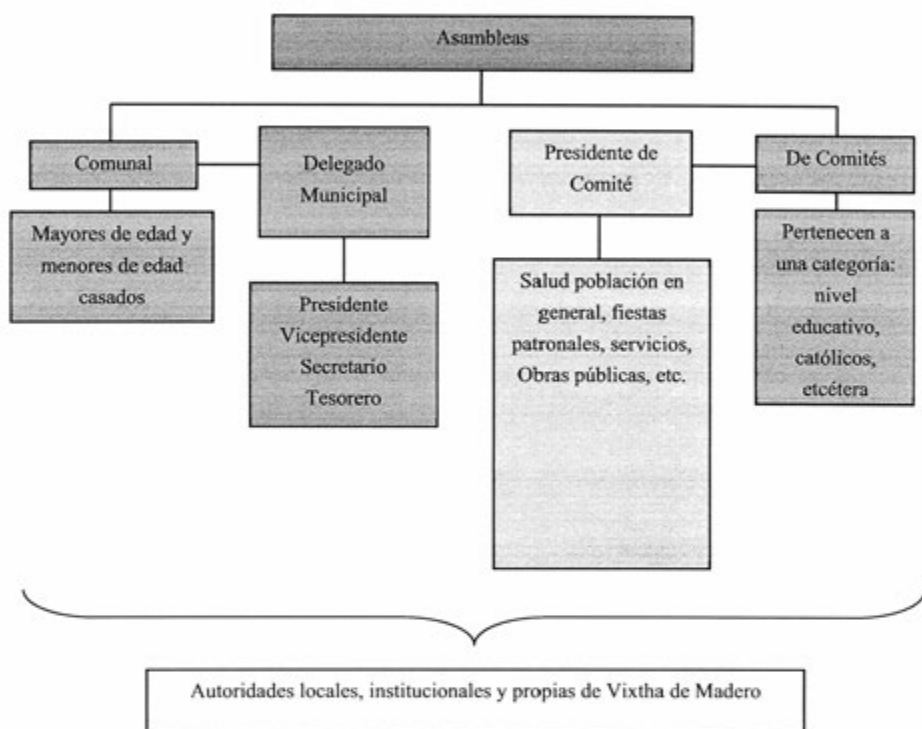 Asambleas
Comunal
Delegado
Municipal
Presidente de
Comité
De Comités
Mayores de edad y
menores de edad
casados
Presidente
Vicepresidente
Secretario
Tesorero
Salud población en
general, fiestas
patronales, servicios,
Obras públicas, etc.
Pertenecen a
una categoría:
nivel
educativo,
católicos,
etcétera
Autoridades locales, institucionales y propias de Vixtha de Madero